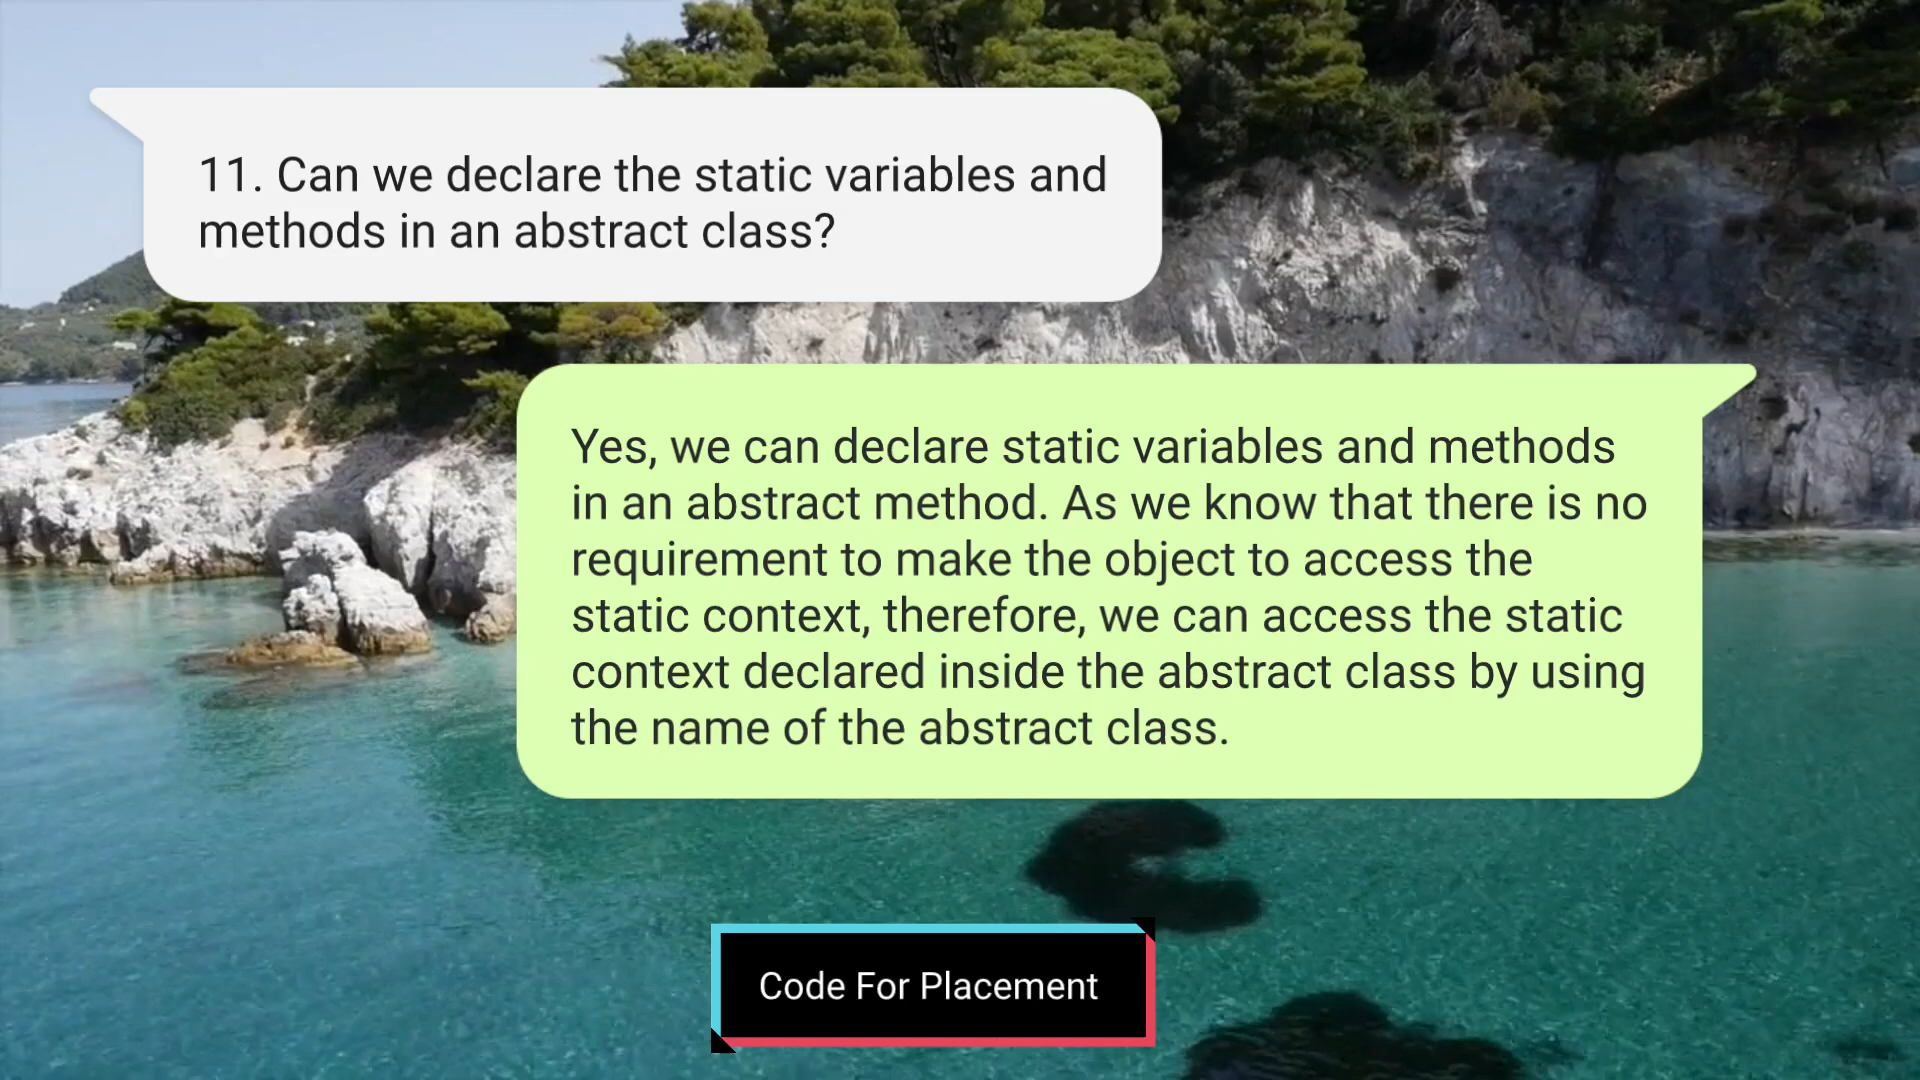 11. Can we declare the static variables and
methods in an abstract class?
Yes, we can declare static variables and methods
in an abstract method. As we know that there is no
requirement to make the object to access the
static context, therefore, we can access the static
context declared inside the abstract class by using
the name of the abstract class.
Code For Placement